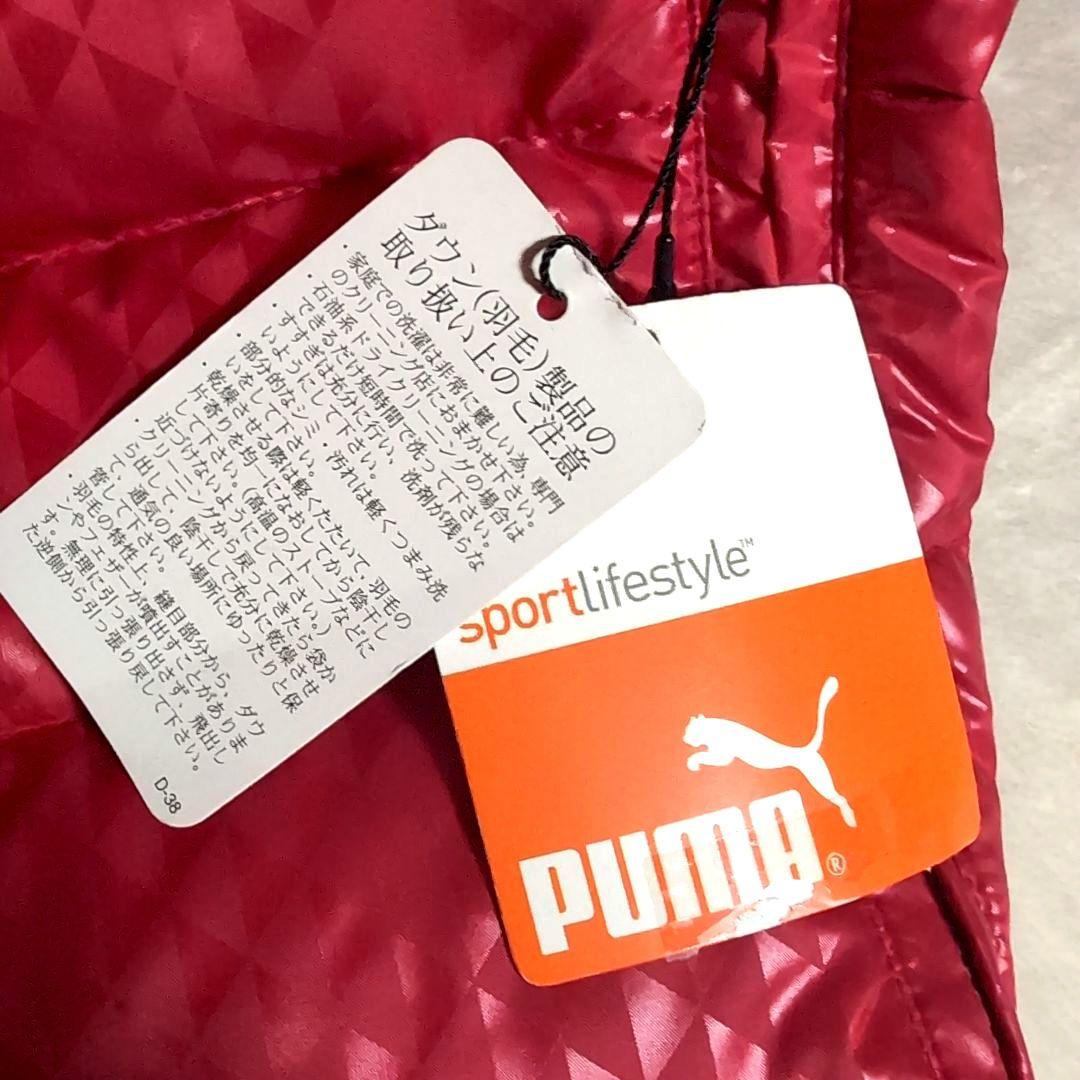 ダウン(羽毛)製品の
取り扱い上のご注意
・家庭での洗濯は非常に難しい為、専門
のクリーニング店におまかせ下さい。
・石油系ドライクリーニングの場合は
できるだけ短時間で洗って下さい。
すすぎは充分に行い、洗剤が残らな
いようにして下さい。
・部分的なシミ・汚れは軽くつまみ洗
いをして下さい。
・乾燥させる際は軽くたたいて、羽毛の
片寄りを均一になおしてから陰干し
して下さい。(高温のストーブなどに
近づけないようにして下さい。)
・クリーニングから戻ってきたら袋か
ら出して、陰干しで充分に乾燥させ
て、通気の良い場所にゆったりと保
管して下さい。
・羽毛の特性上、縫目部分から、ダウ
ンやフェザーが噴出すことがありま
す。無理に引っ張り出さず、飛出し
た逆側から引っ張り戻して下さい。
D-38
sportlifestyle™
PUMA®